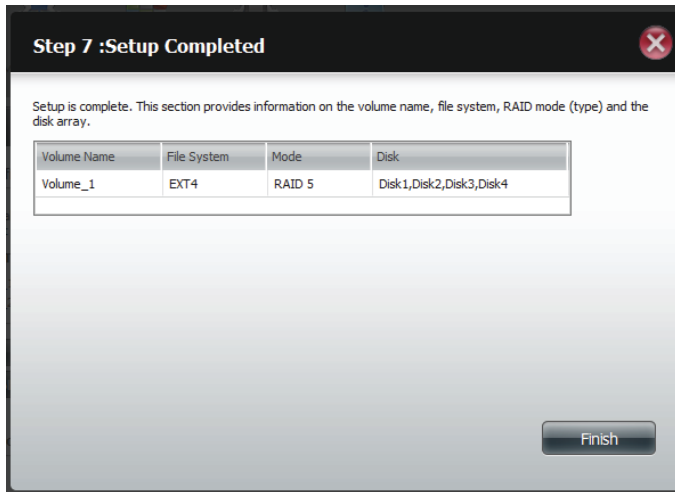 Step 7 :Setup Completed
Setup is complete. This section provides information on the volume name, file system, RAID mode (type) and the
disk array.
Volume Name File System Mode Disk
Volume_1 EXT4 RAID 5 Disk1,Disk2,Disk3,Disk4
Finish